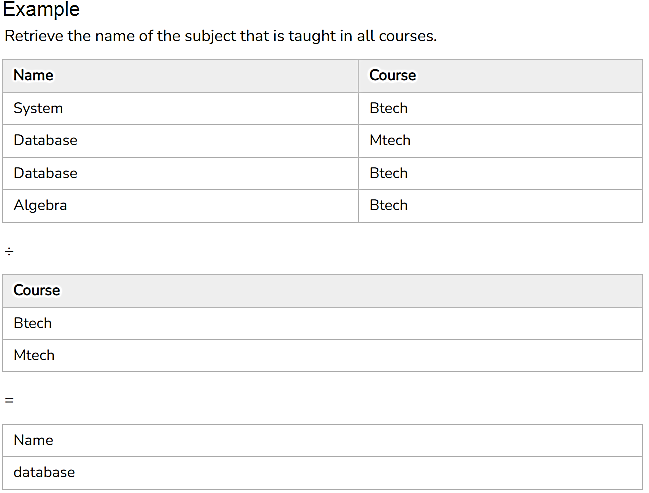 Example
Retrieve the name of the subject that is taught in all courses.
Name Course
System Btech
Database Mtech
Database Btech
Algebra Btech
÷
Course
Btech
Mtech
=
Name
database